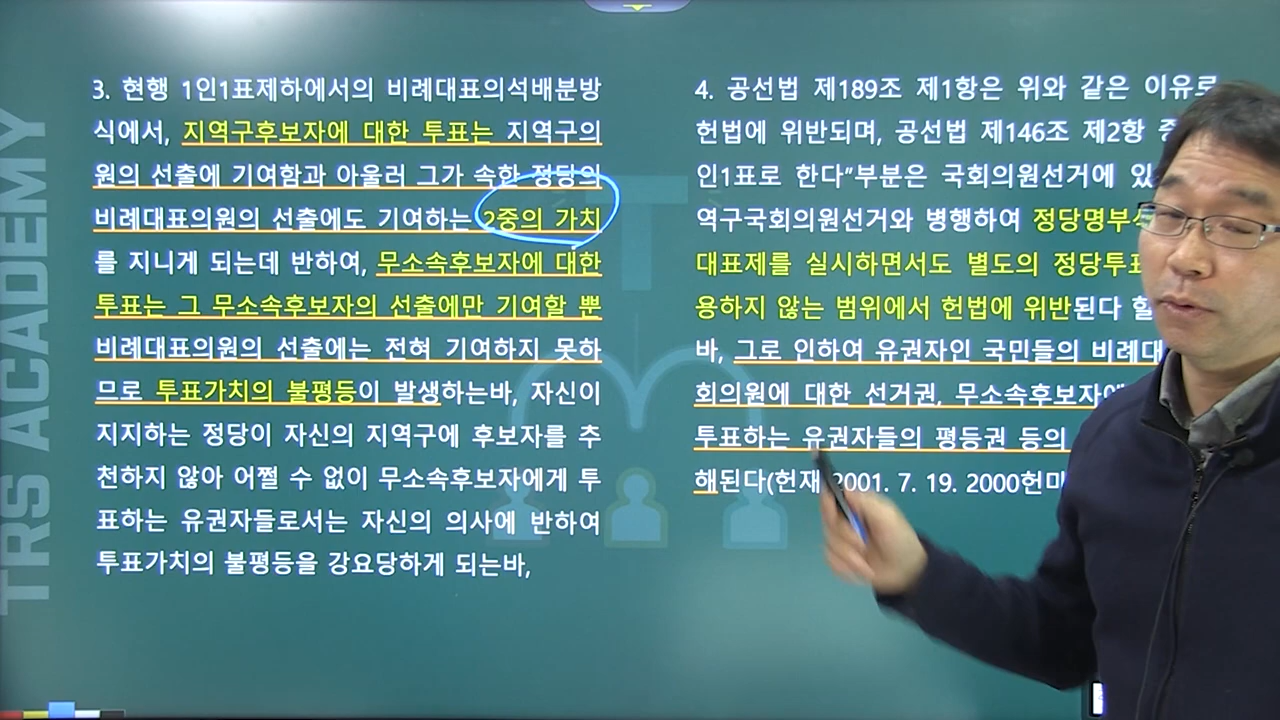 TRS ACADEMY
3. 현행 1인1표제하에서의 비례대표의석배분방
식에서, 지역구후보자에 대한 투표는 지역구의
원의 선출에 기여함과 아울러 그가 속한 정당의
비례대표의원의 선출에도 기여하는 2중의 가치
를 지니게 되는데 반하여, 무소속후보자에 대한
투표는 그 무소속후보자의 선출에만 기여할 뿐
비례대표의원의 선출에는 전혀 기여하지 못하
므로 투표가치의 불평등이 발생하는바, 자신이
지지하는 정당이 자신의 지역구에 후보자를 추
천하지 않아 어쩔 수 없이 무소속후보자에게 투
표하는 유권자들로서는 자신의 의사에 반하여
투표가치의 불평등을 강요당하게 되는바,
4. 공선법 제189조 제1항은 위와 같은 이유로
헌법에 위반되며, 공선법 제146조 제2항
인1표로 한다”부분은 국회의원선거에
역구국회의원선거와 병행하여 정당명부
대표제를 실시하면서도 별도의 정당투표
용하지 않는 범위에서 헌법에 위반된다 할
바, 그로 인하여 유권자인 국민들의 비례대
회의원에 대한 선거권, 무소속후보자에
투표하는 유권자들의 평등권 등의
해된다(헌재 2001. 7. 19. 2000헌마